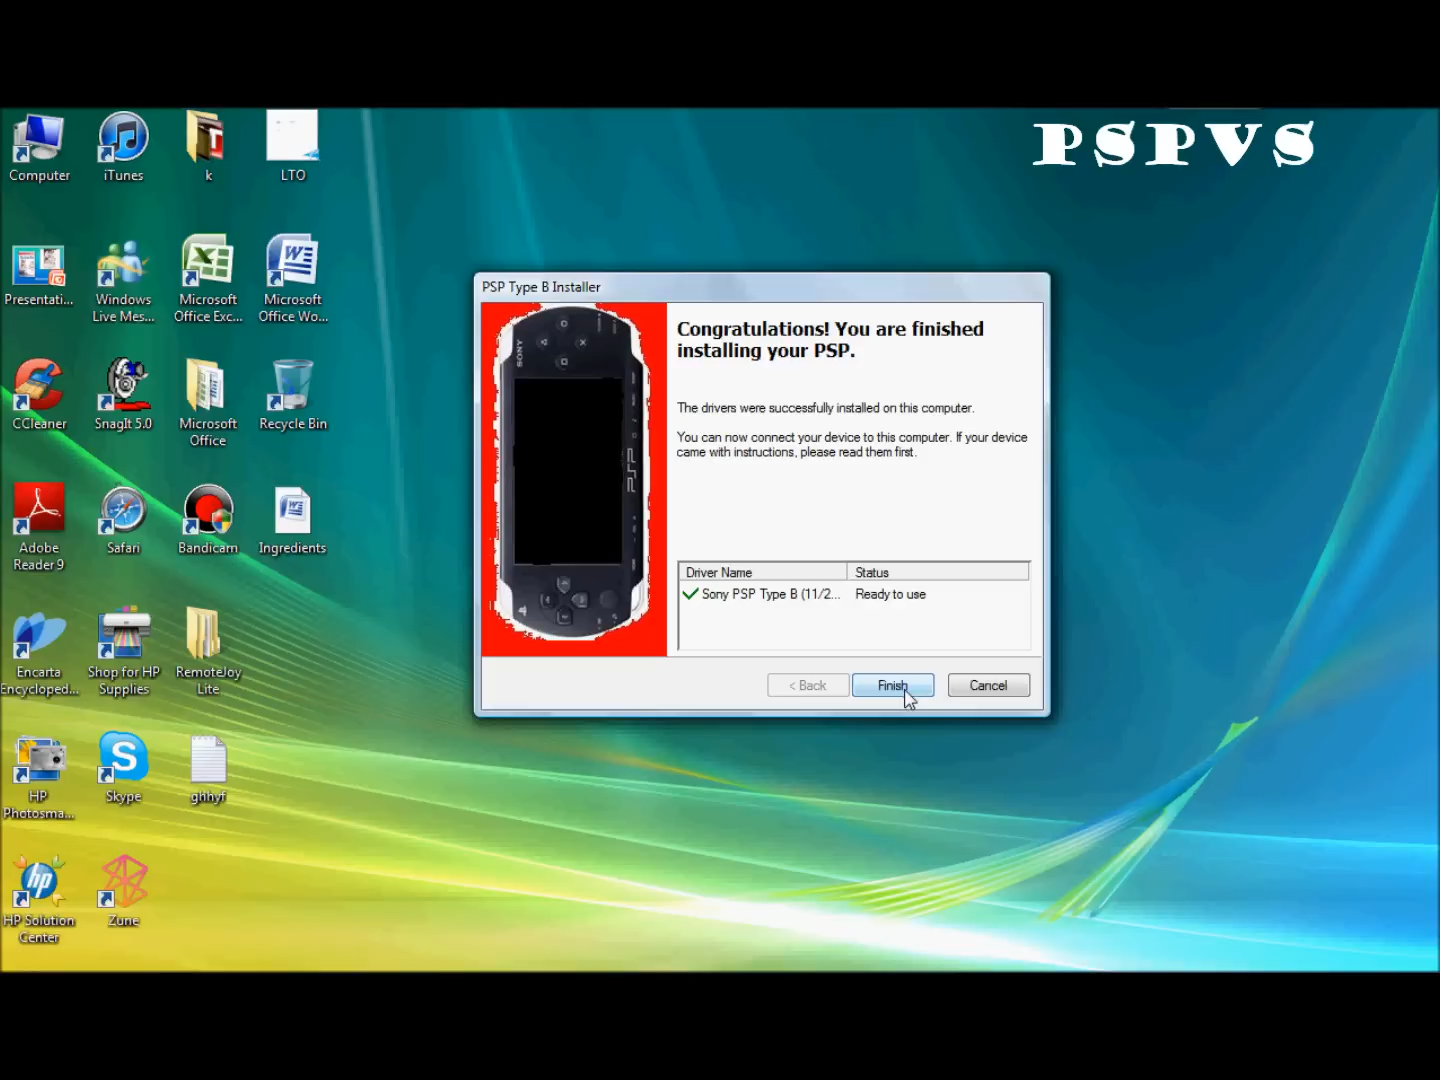 PSPVS
Computer
iTunes
k
LTO
Presentati...
Windows
Live Mes...
Microsoft
Office Exc...
Microsoft
Office Wo...
CCleaner
SnagIt 5.0
Microsoft
Office
Recycle Bin
Adobe
Reader 9
Safari
Bandicam
Ingredients
Encarta
Encycloped...
Shop for HP
Supplies
RemoteJoy
Lite
HP
Photosma...
Skype
ghhyf
HP Solution
Center
Zune
PSP Type B Installer
SONY
PSP
Congratulations! You are finished
installing your PSP.
The drivers were successfully installed on this computer.
You can now connect your device to this computer. If your device
came with instructions, please read them first.
Driver Name Status
Sony PSP Type B (11/2... Ready to use
< Back Finish Cancel